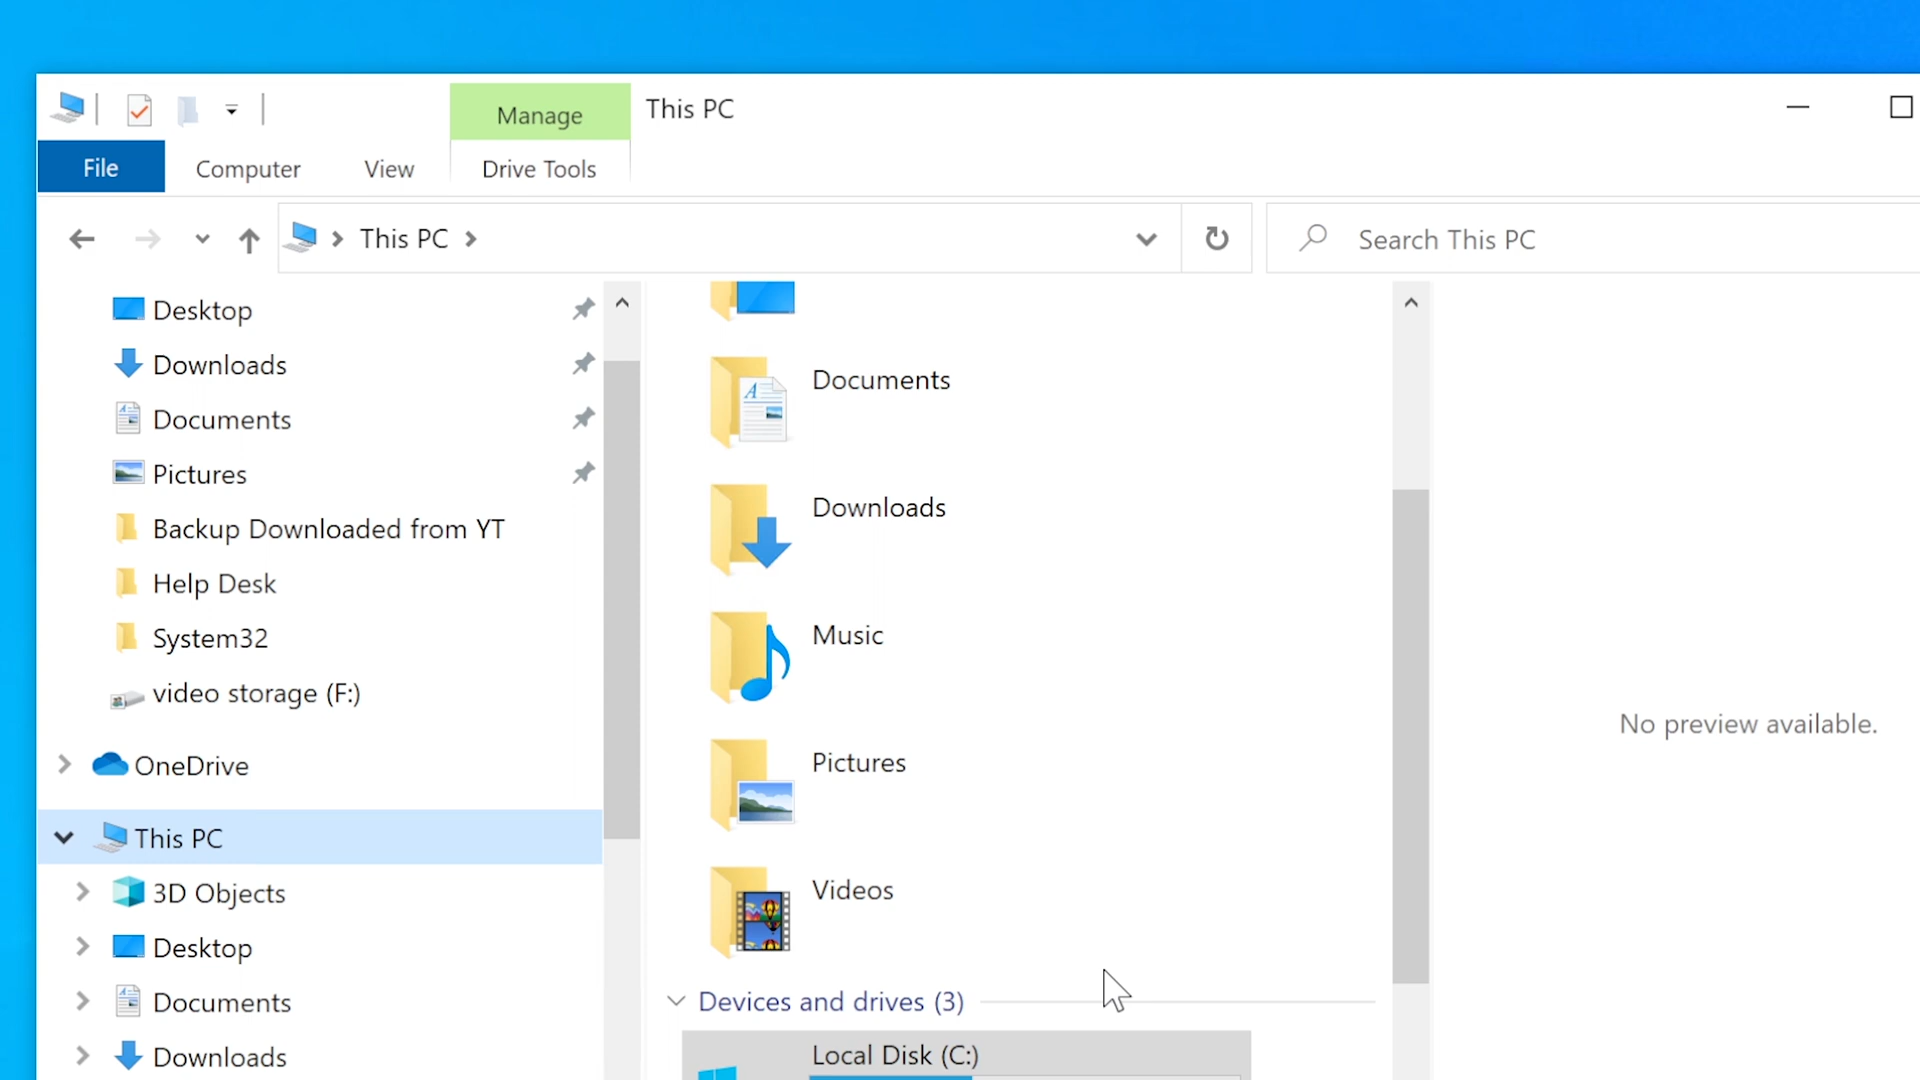 Manage
This PC
File
Computer
View
Drive Tools
This PC
Search This PC
Desktop
Downloads
Documents
Pictures
Backup Downloaded from YT
Help Desk
System32
video storage (F:)
OneDrive
This PC
3D Objects
Desktop
Documents
Downloads
Documents
Downloads
Music
Pictures
Videos
Devices and drives (3)
Local Disk (C:)
No preview available.